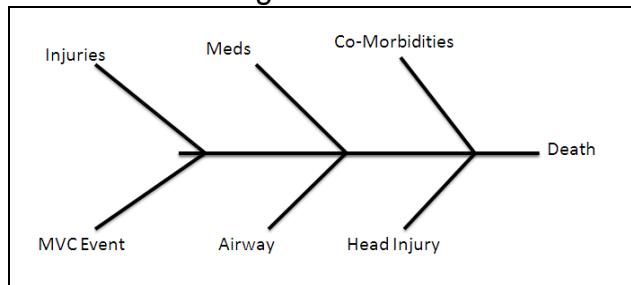 Injuries
Meds
Co-Morbidities
Death
MVC Event
Airway
Head Injury